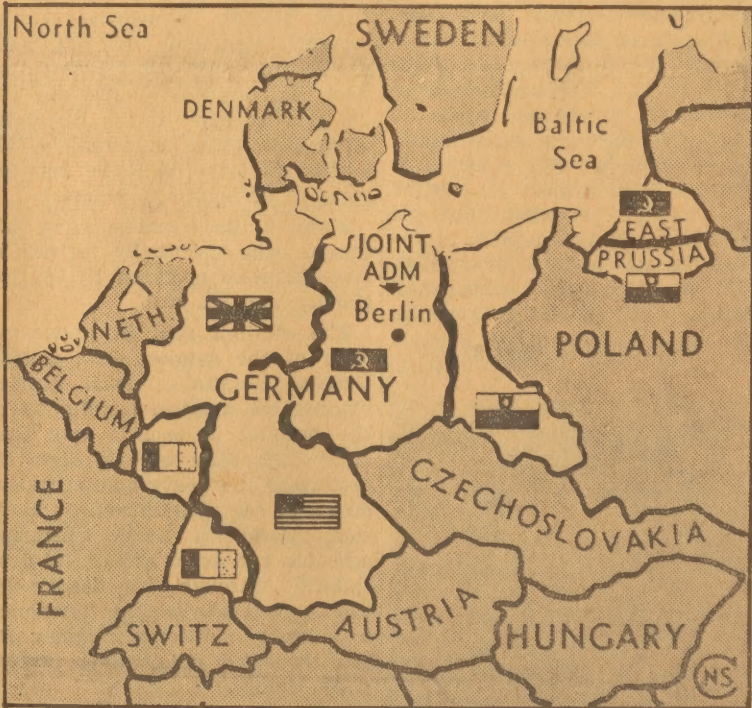 North Sea
SWEDEN
DENMARK
Baltic
Sea
EAST
PRUSSIA
JOINT
ADM
Berlin
NETH
POLAND
BELGIUM
GERMANY
CZECHOSLOVAKIA
FRANCE
AUSTRIA
SWITZ
HUNGARY
NS